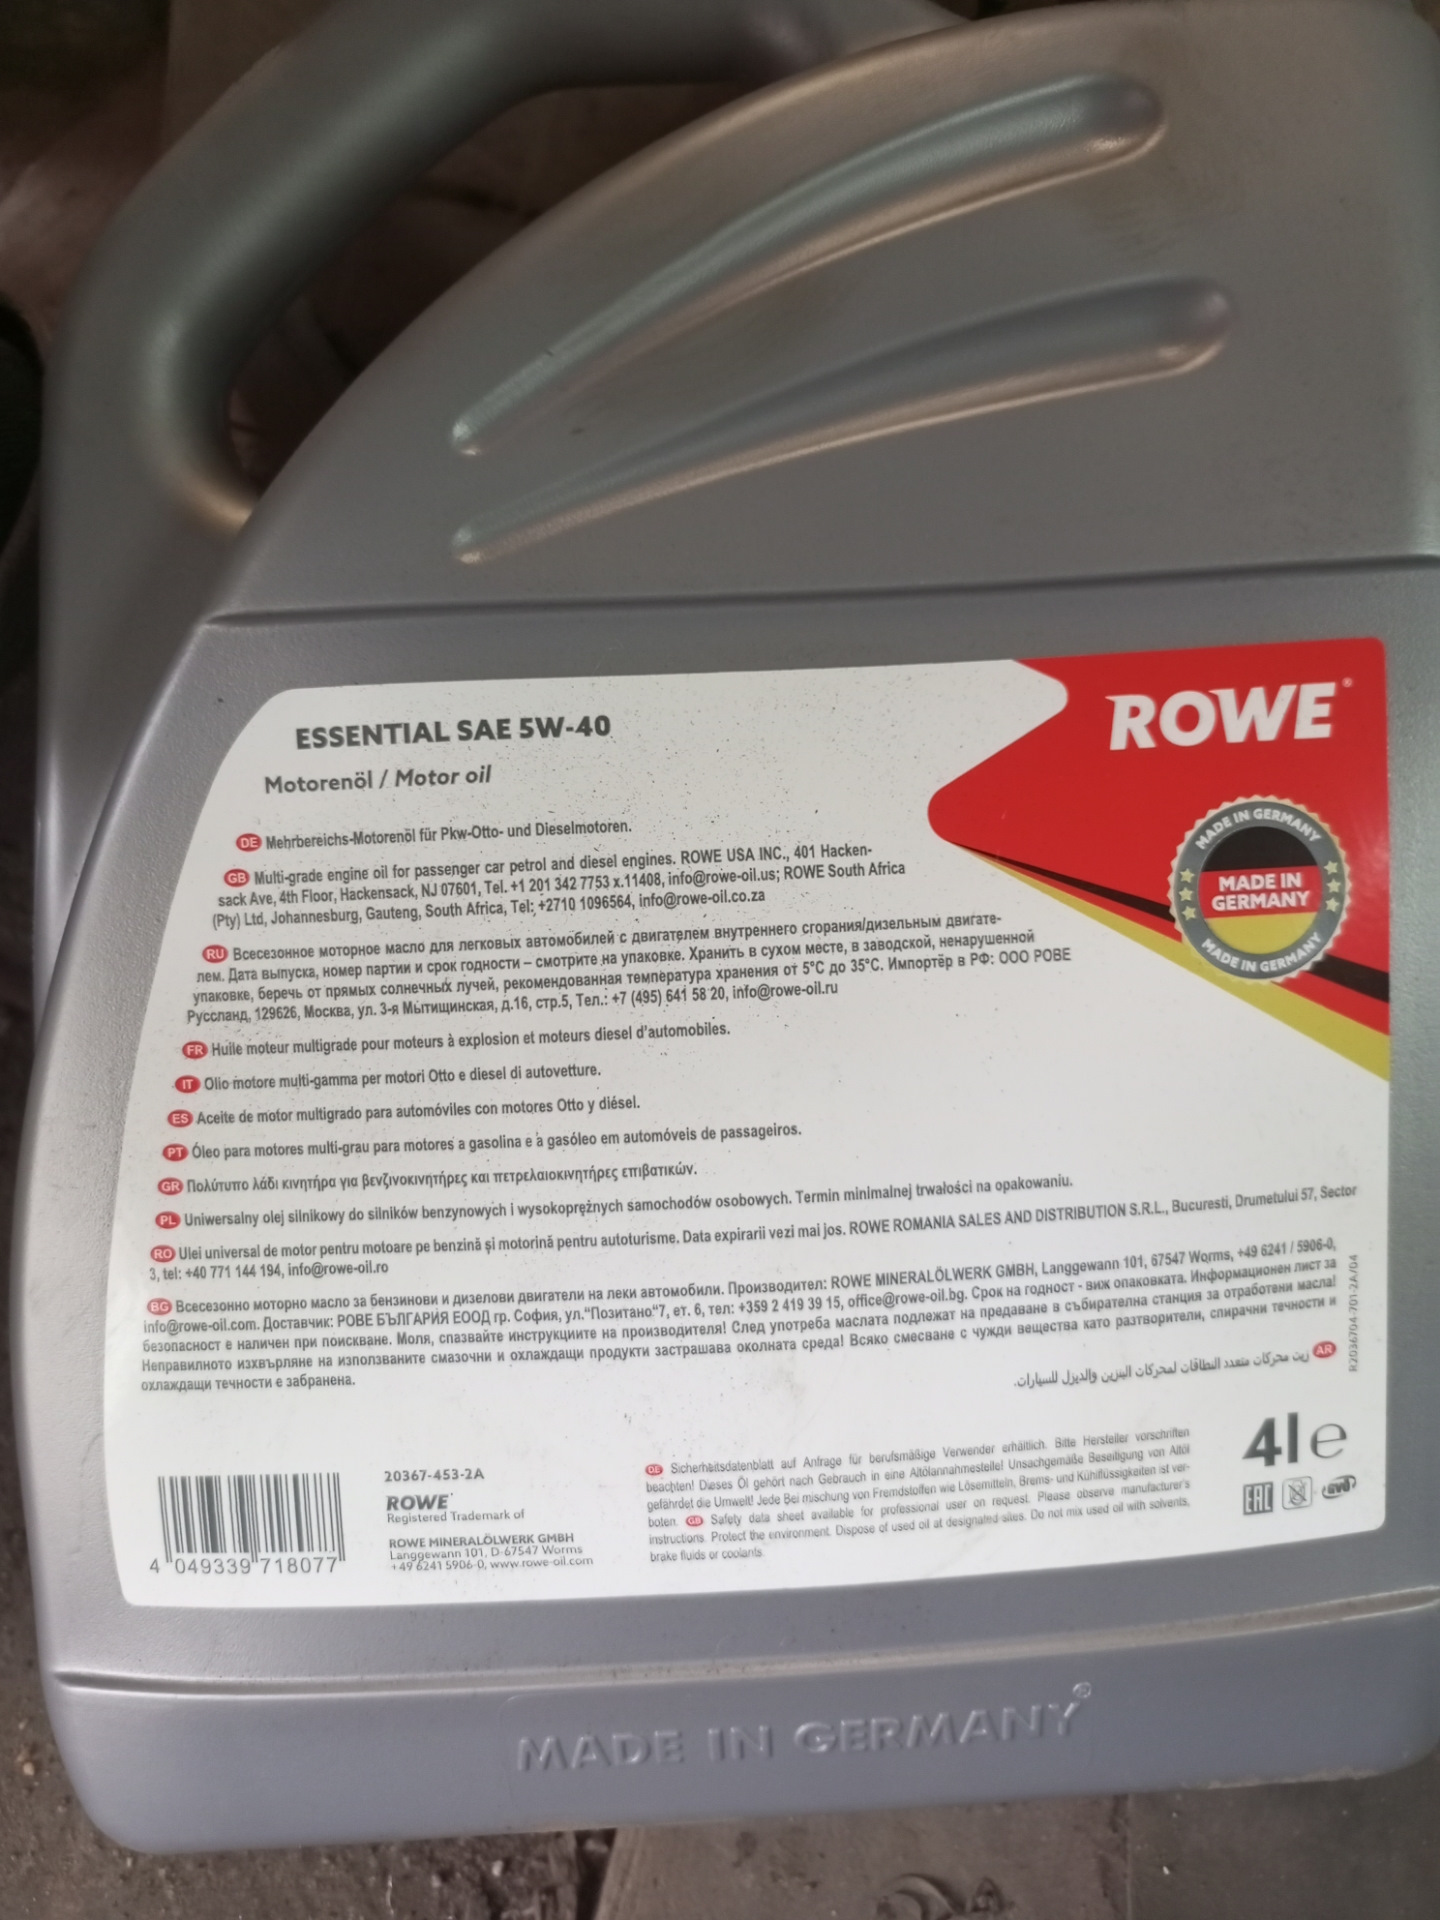 ROWE®
ESSENTIAL SAE 5W-40
Motorenöl / Motor oil
MADE IN GERMANY
MADE IN
GERMANY
MADE IN GERMANY
DE Mehrbereichs-Motorenöl für Pkw-Otto- und Dieselmotoren.
GB Multi-grade engine oil for passenger car petrol and diesel engines. ROWE USA INC., 401 Hacken-
sack Ave, 4th Floor, Hackensack, NJ 07601, Tel. +1 201 342 7753 x.11408, info@rowe-oil.us; ROWE South Africa
(Pty) Ltd, Johannesburg, Gauteng, South Africa, Tel: +2710 1096564, info@rowe-oil.co.za
RU Всесезонное моторное масло для легковых автомобилей с двигателем внутреннего сгорания/дизельным двигате-
лем. Дата выпуска, номер партии и срок годности – смотрите на упаковке. Хранить в сухом месте, в заводской, ненарушенной
упаковке, беречь от прямых солнечных лучей, рекомендованная температура хранения от 5°C до 35°C. Импортёр в РФ: ООО РОВЕ
Руссланд, 129626, Москва, ул. 3-я Мытищинская, д.16, стр.5, Тел.: +7 (495) 641 58 20, info@rowe-oil.ru
FR Huile moteur multigrade pour moteurs à explosion et moteurs diesel d'automobiles.
IT Olio motore multi-gamma per motori Otto e diesel di autovetture.
ES Aceite de motor multigrado para automóviles con motores Otto y diésel.
PT Óleo para motores multi-grau para motores a gasolina e a gasóleo em automóveis de passageiros.
GR Πολύτυπο λάδι κινητήρα για βενζινοκινητήρες και πετρελαιοκινητήρες επιβατικών.
PL Uniwersalny olej silnikowy do silników benzynowych i wysokoprężnych samochodów osobowych. Termin minimalnej trwałości na opakowaniu.
RO Ulei universal de motor pentru motoare pe benzină și motorină pentru autoturisme. Data expirarii vezi mai jos. ROWE ROMANIA SALES AND DISTRIBUTION S.R.L., Bucuresti, Drumetului 57, Sector
3, tel: +40 771 144 194, info@rowe-oil.ro
BG Всесезонно моторно масло за бензинови и дизелови двигатели на леки автомобили. Производител: ROWE MINERALÖLWERK GMBH, Langgewann 101, 67547 Worms, +49 6241 / 5906-0,
info@rowe-oil.com. Доставчик: РОВЕ БЪЛГАРИЯ ЕООД гр. София, ул."Позитано"7, ет. 6, тел: +359 2 419 39 15, office@rowe-oil.bg. Срок на годност - виж опаковката. Информационен лист за
безопасност е наличен при поискване. Моля, спазвайте инструкциите на производителя! След употреба маслата подлежат на предаване в събирателна станция за отработени масла!
Неправилното изхвърляне на използваните смазочни и охлаждащи продукти застрашава околната среда! Всяко смесване с чужди вещества като разтворители, спирачни течности и
охлаждащи течности е забранена.
AR زيت محركات متعدد النطاقات لمحركات البنزين والديزل للسيارات.
R2036704-701-2A/04
4 049339 718077
20367-453-2A
ROWE
Registered Trademark of
ROWE MINERALÖLWERK GMBH
Langgewann 101, D-67547 Worms
+49 6241 5906-0, www.rowe-oil.com
DE Sicherheitsdatenblatt auf Anfrage für berufsmäßige Verwender erhältlich. Bitte Hersteller vorschriften
beachten! Dieses Öl gehört nach Gebrauch in eine Altölannahmestelle! Unsachgemäße Beseitigung von Altöl
gefährdet die Umwelt! Jede Bei mischung von Fremdstoffen wie Lösemitteln, Brems- und Kühlflüssigkeiten ist ver-
boten. GB Safety data sheet available for professional user on request. Please observe manufacturer's
instructions. Protect the environment. Dispose of used oil at designated sites. Do not mix used oil with solvents,
brake fluids or coolants.
4l e
EAC
MADE IN GERMANY®